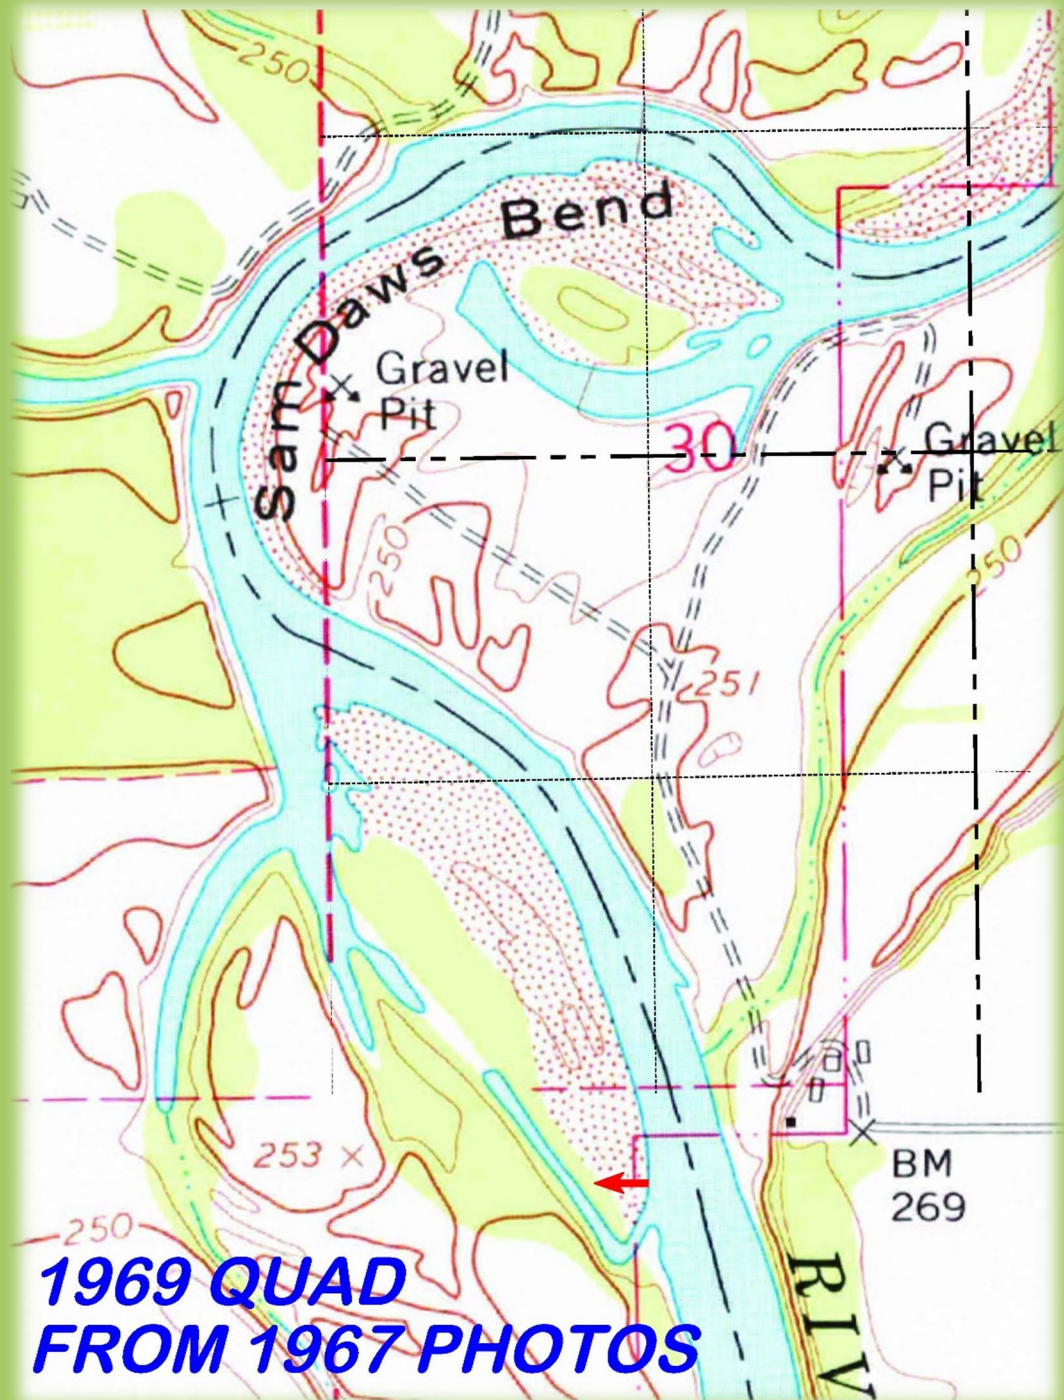 250
Sam Daws Bend
Gravel
Pit
30
Gravel
Pit
250
250
251
253
BM
269
250
RIV
1969 QUAD
FROM 1967 PHOTOS